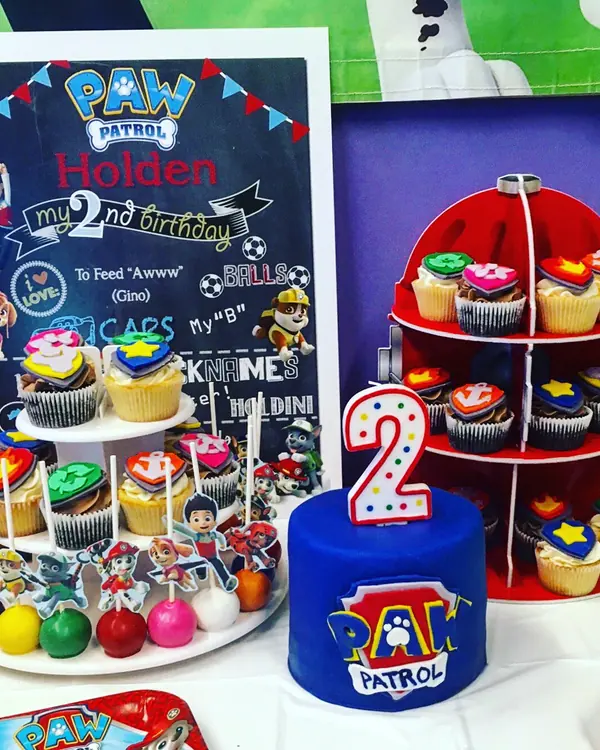 PAW
PATROL
Holden
my 2nd birthday
i ♥
LOVE:
To Feed "Awww"
(Gino)
BALLS
CARS
My "B"
HOLDINI
2
PAW
PATROL
PAW